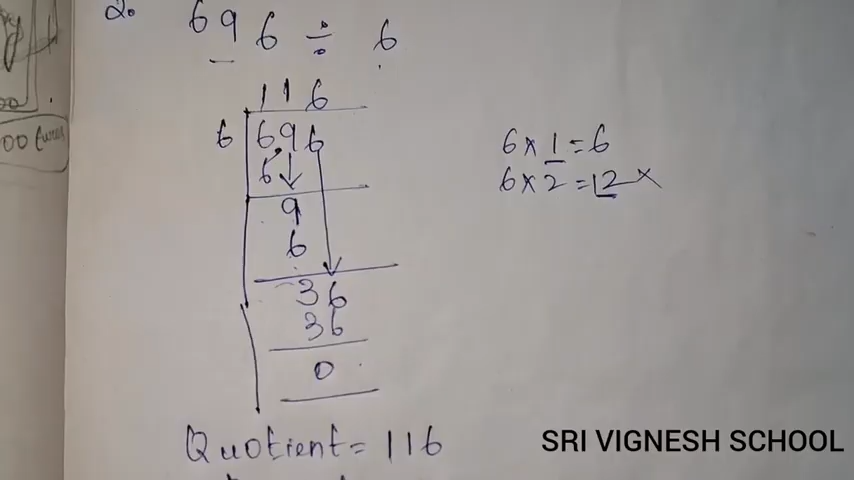 2. 696 ÷ 6
116
6 696
6
9
6
36
36
0
6 × 1 = 6
6 × 2 = 12 ×
Quotient = 116
SRI VIGNESH SCHOOL